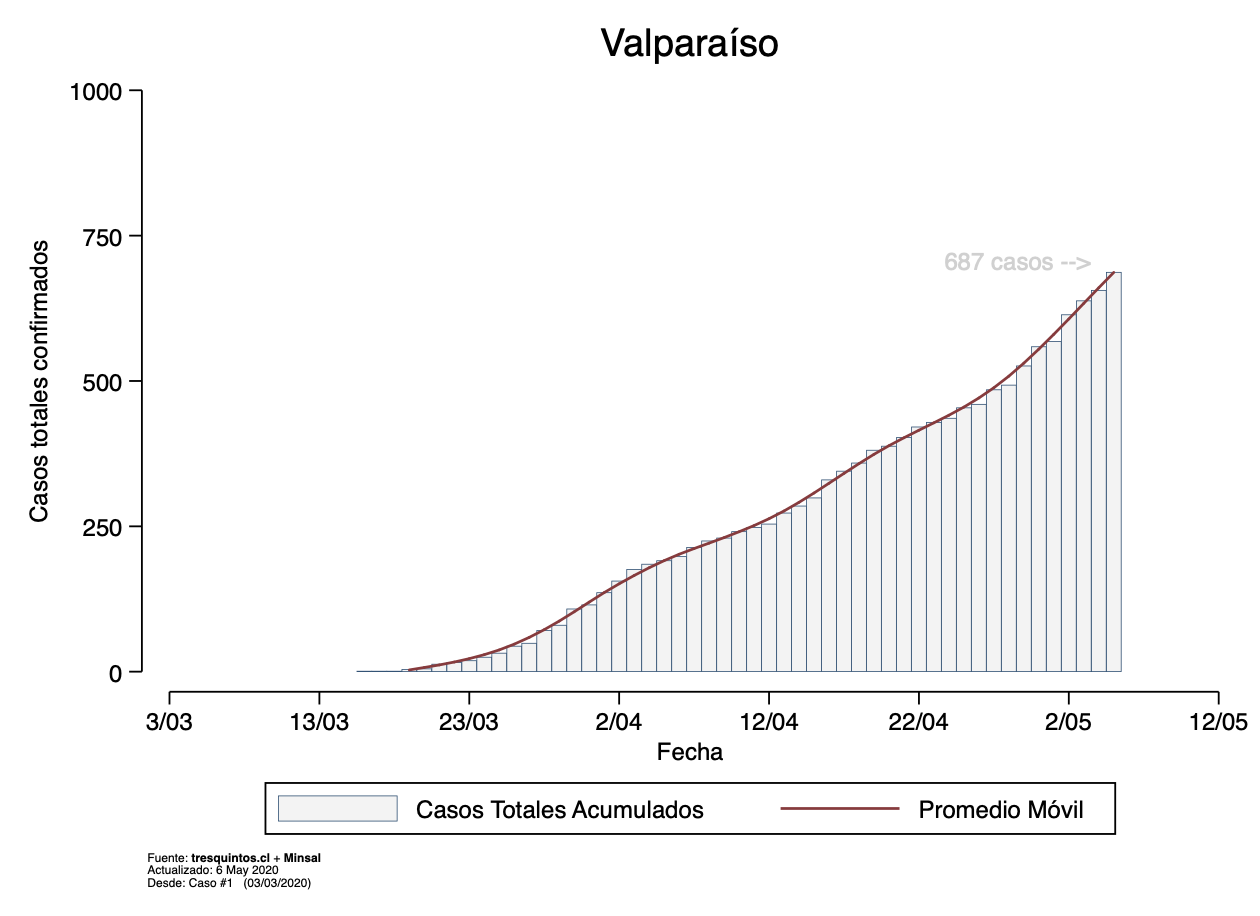 Valparaíso
1000
750
500
250
0
Casos totales confirmados
687 casos -->
3/03 13/03 23/03 2/04 12/04 22/04 2/05 12/05
Fecha
Casos Totales Acumulados Promedio Móvil
Fuente: tresquintos.cl + Minsal
Actualizado: 6 May 2020
Desde: Caso #1 (03/03/2020)